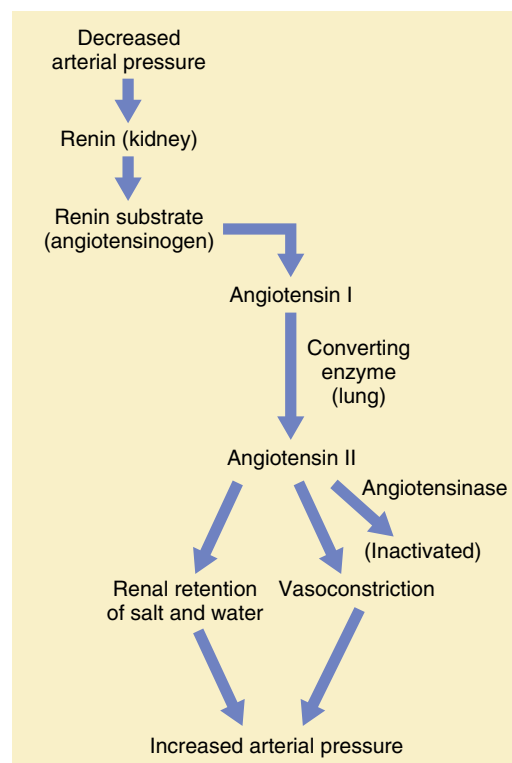 Decreased
arterial pressure
Renin (kidney)
Renin substrate
(angiotensinogen)
Angiotensin I
Converting
enzyme
(lung)
Angiotensin II
Angiotensinase
(Inactivated)
Renal retention
of salt and water
Vasoconstriction
Increased arterial pressure